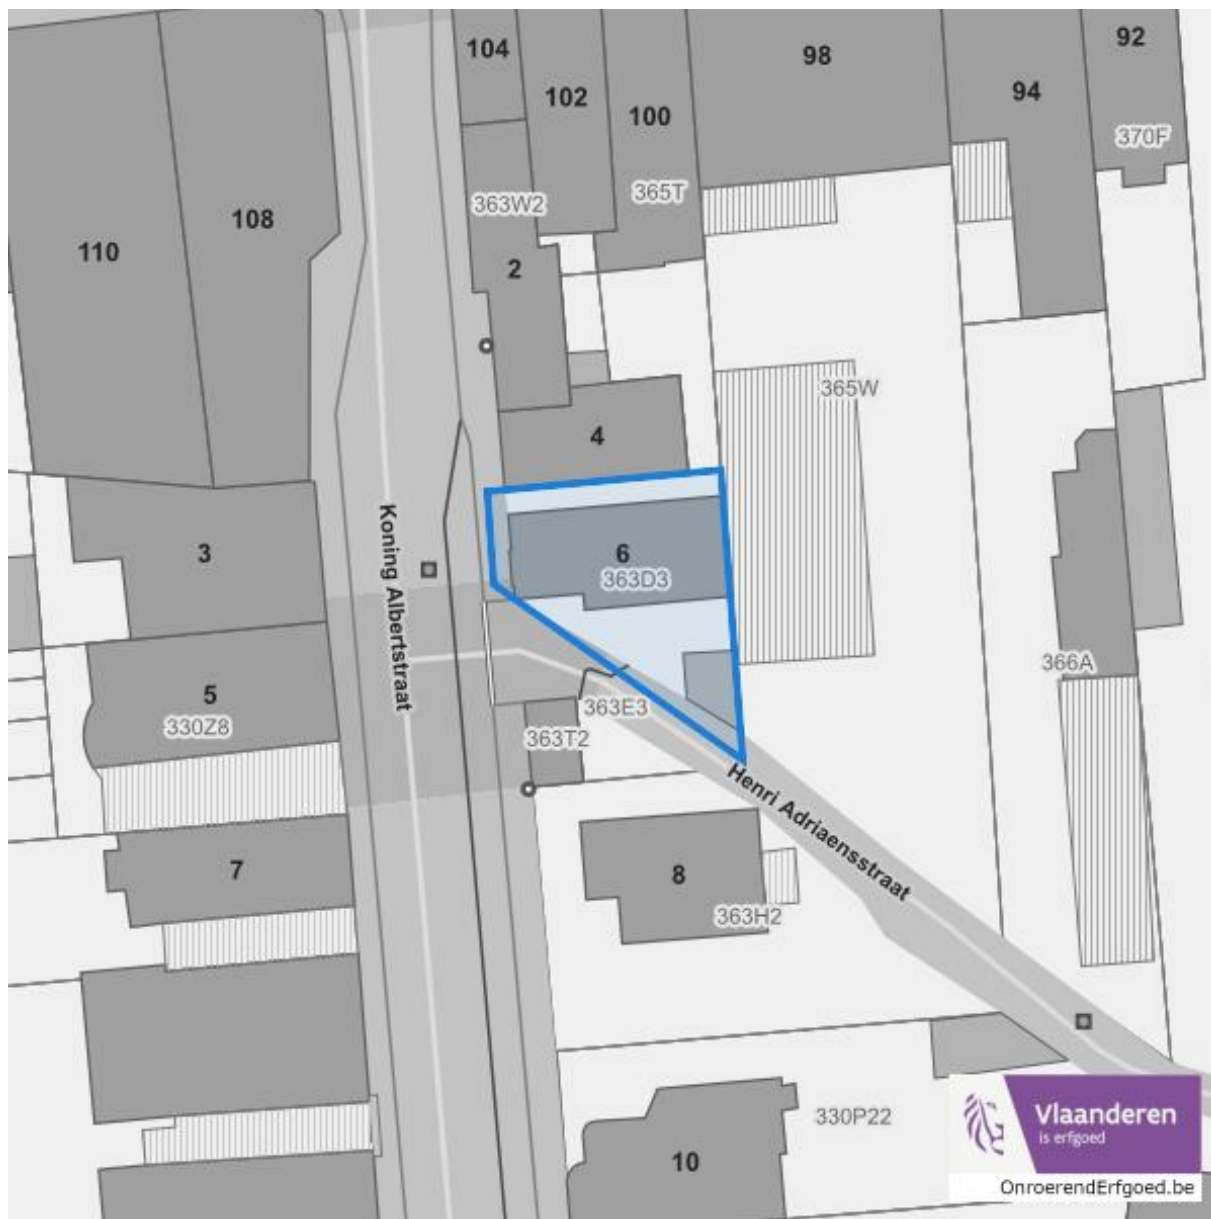 104
102
100
98
94
92
370F
363W2
365T
110
108
2
365W
4
Koning Albertstraat
3
6
363D3
366A
5
330Z8
363E3
363T2
Henri Adriaensstraat
7
8
363H2
10
330P22
Vlaanderen
is erfgoed
OnroerendErfgoed.be